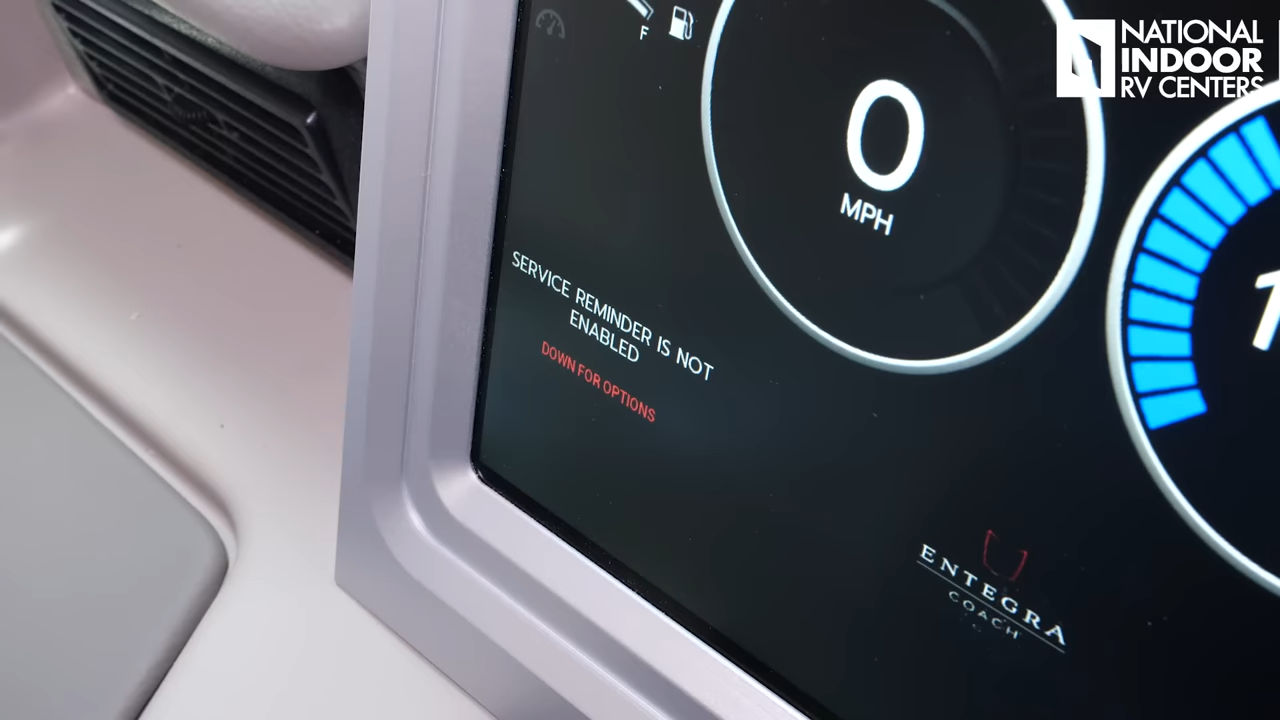 NATIONAL
INDOOR
RV CENTERS
F
0
MPH
SERVICE REMINDER IS NOT
ENABLED
DOWN FOR OPTIONS
ENTEGRA
COACH